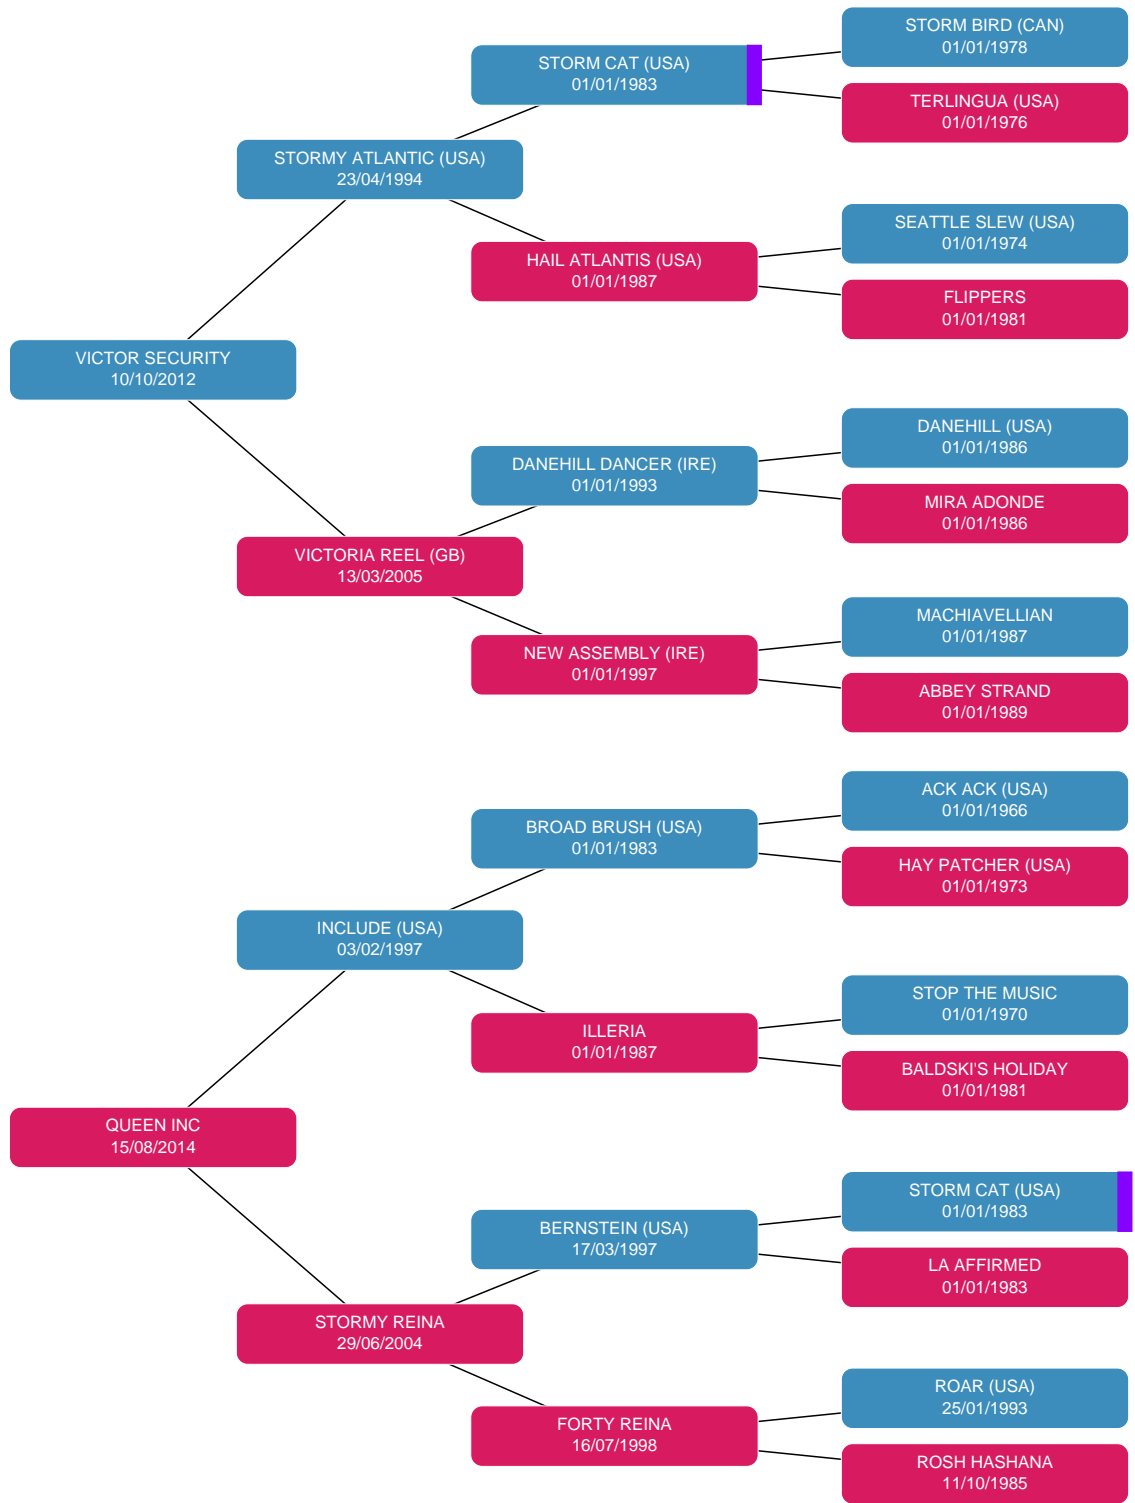 STORM BIRD (CAN)
01/01/1978
STORM CAT (USA)
01/01/1983
TERLINGUA (USA)
01/01/1976
STORMY ATLANTIC (USA)
23/04/1994
SEATTLE SLEW (USA)
01/01/1974
HAIL ATLANTIS (USA)
01/01/1987
FLIPPERS
01/01/1981
VICTOR SECURITY
10/10/2012
DANEHILL (USA)
01/01/1986
DANEHILL DANCER (IRE)
01/01/1993
MIRA ADONDE
01/01/1986
VICTORIA REEL (GB)
13/03/2005
MACHIAVELLIAN
01/01/1987
NEW ASSEMBLY (IRE)
01/01/1997
ABBEY STRAND
01/01/1989
ACK ACK (USA)
01/01/1966
BROAD BRUSH (USA)
01/01/1983
HAY PATCHER (USA)
01/01/1973
INCLUDE (USA)
03/02/1997
STOP THE MUSIC
01/01/1970
ILLERIA
01/01/1987
BALDSKI'S HOLIDAY
01/01/1981
QUEEN INC
15/08/2014
STORM CAT (USA)
01/01/1983
BERNSTEIN (USA)
17/03/1997
LA AFFIRMED
01/01/1983
STORMY REINA
29/06/2004
ROAR (USA)
25/01/1993
FORTY REINA
16/07/1998
ROSH HASHANA
11/10/1985